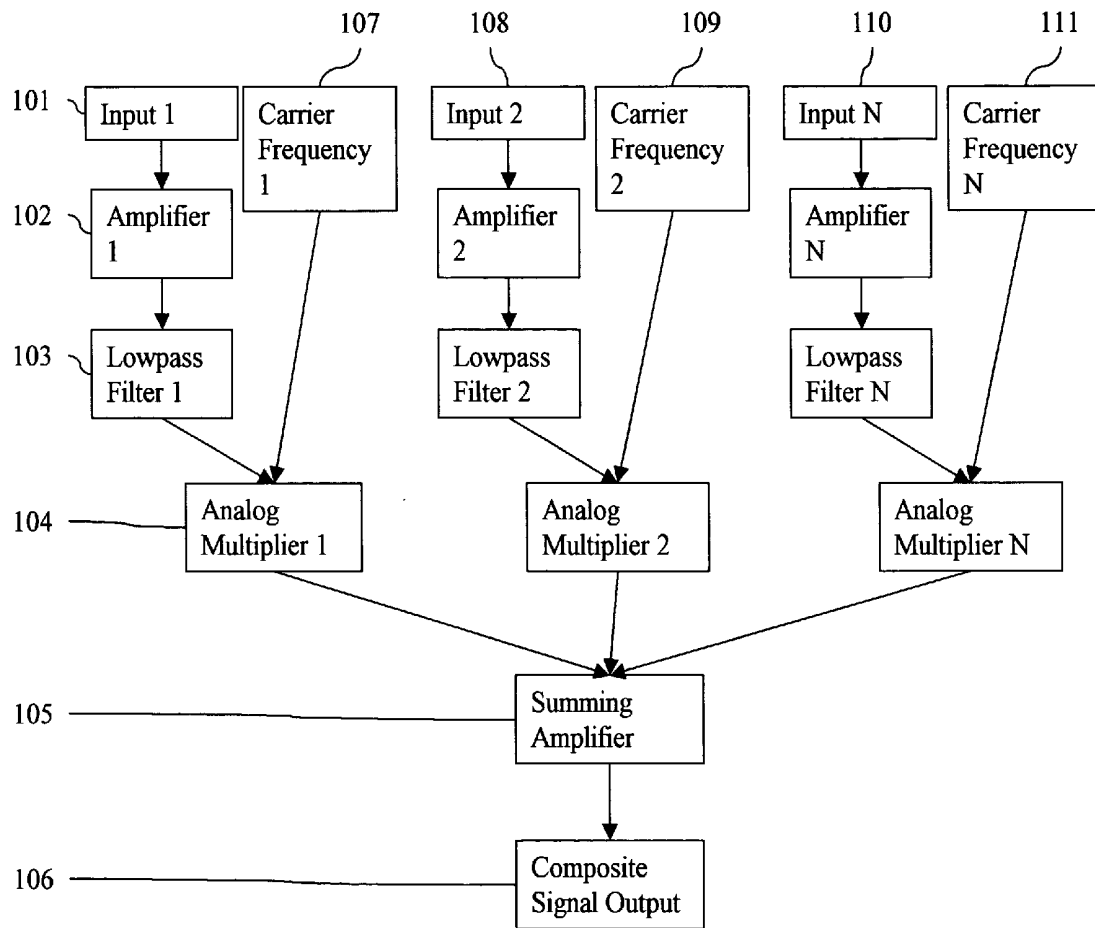 107
108
109
110
111
101
Input 1
Carrier
Frequency
1
Input 2
Carrier
Frequency
2
Input N
Carrier
Frequency
N
102
Amplifier
1
Amplifier
2
Amplifier
N
103
Lowpass
Filter 1
Lowpass
Filter 2
Lowpass
Filter N
104
Analog
Multiplier 1
Analog
Multiplier 2
Analog
Multiplier N
105
Summing
Amplifier
106
Composite
Signal Output